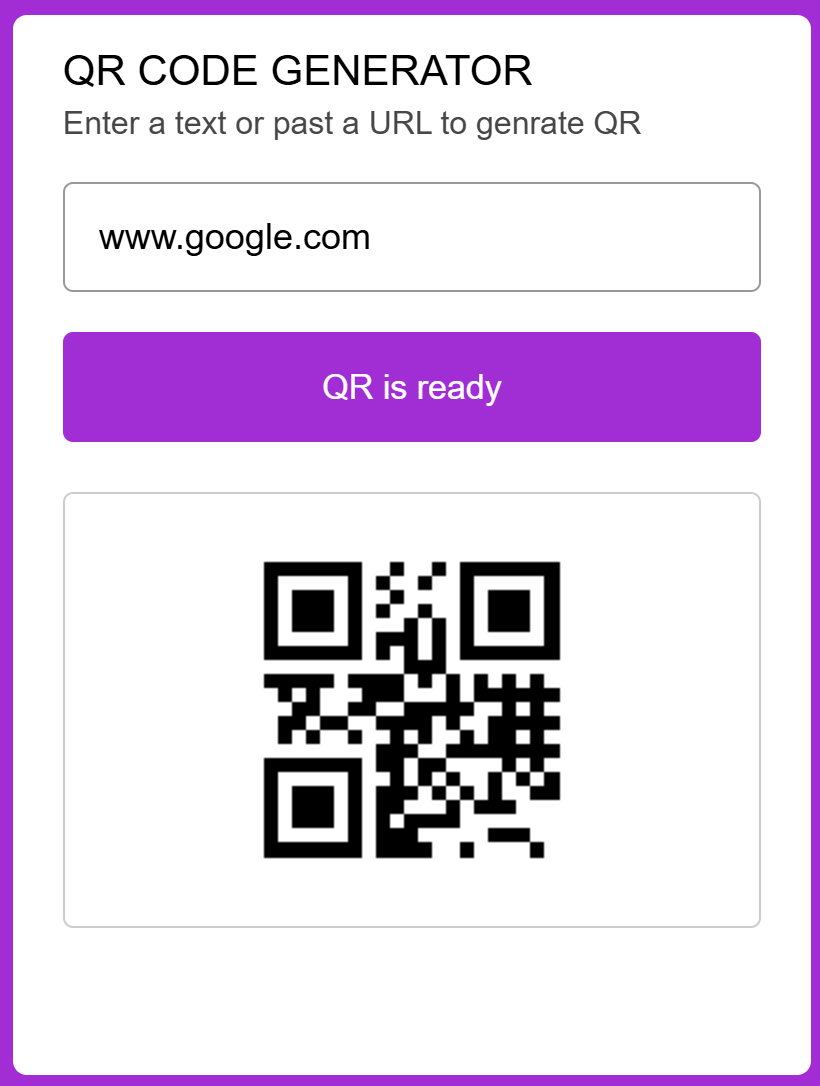 QR CODE GENERATOR
Enter a text or past a URL to genrate QR
www.google.com
QR is ready